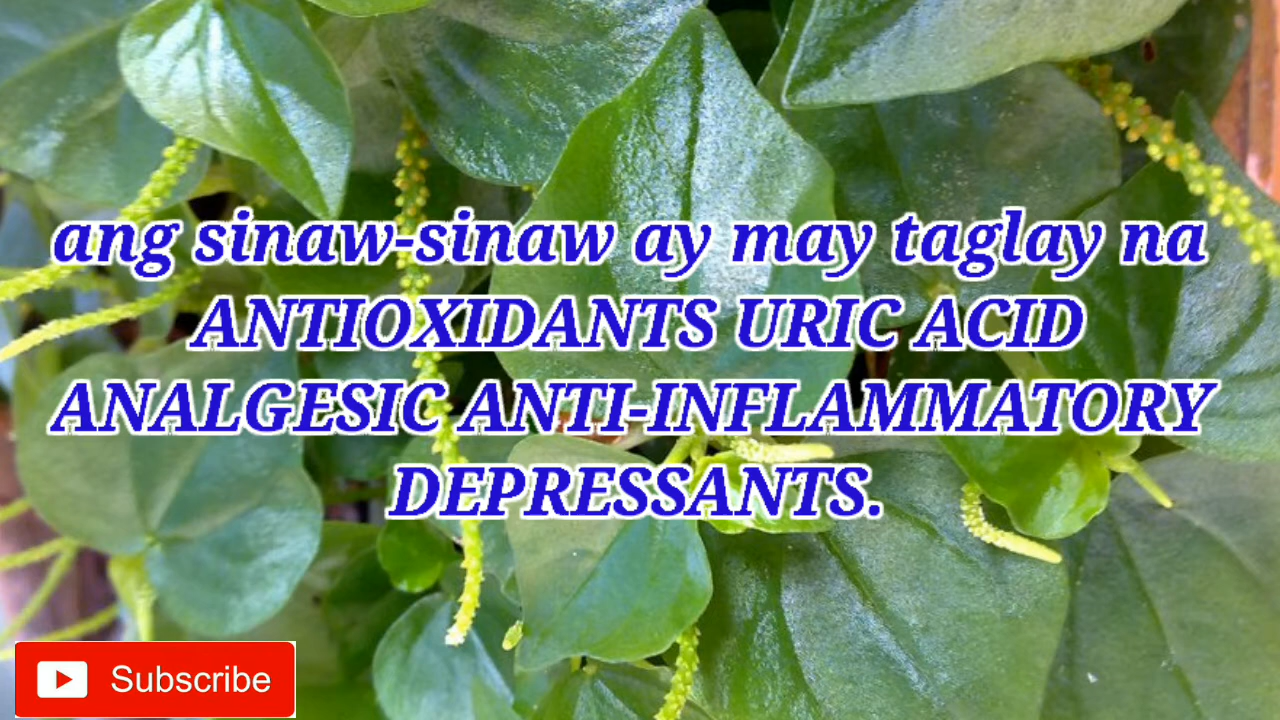 ang sinaw-sinaw ay may taglay na
ANTIOXIDANTS URIC ACID
ANALGESIC ANTI-INFLAMMATORY
DEPRESSANTS.
Subscribe